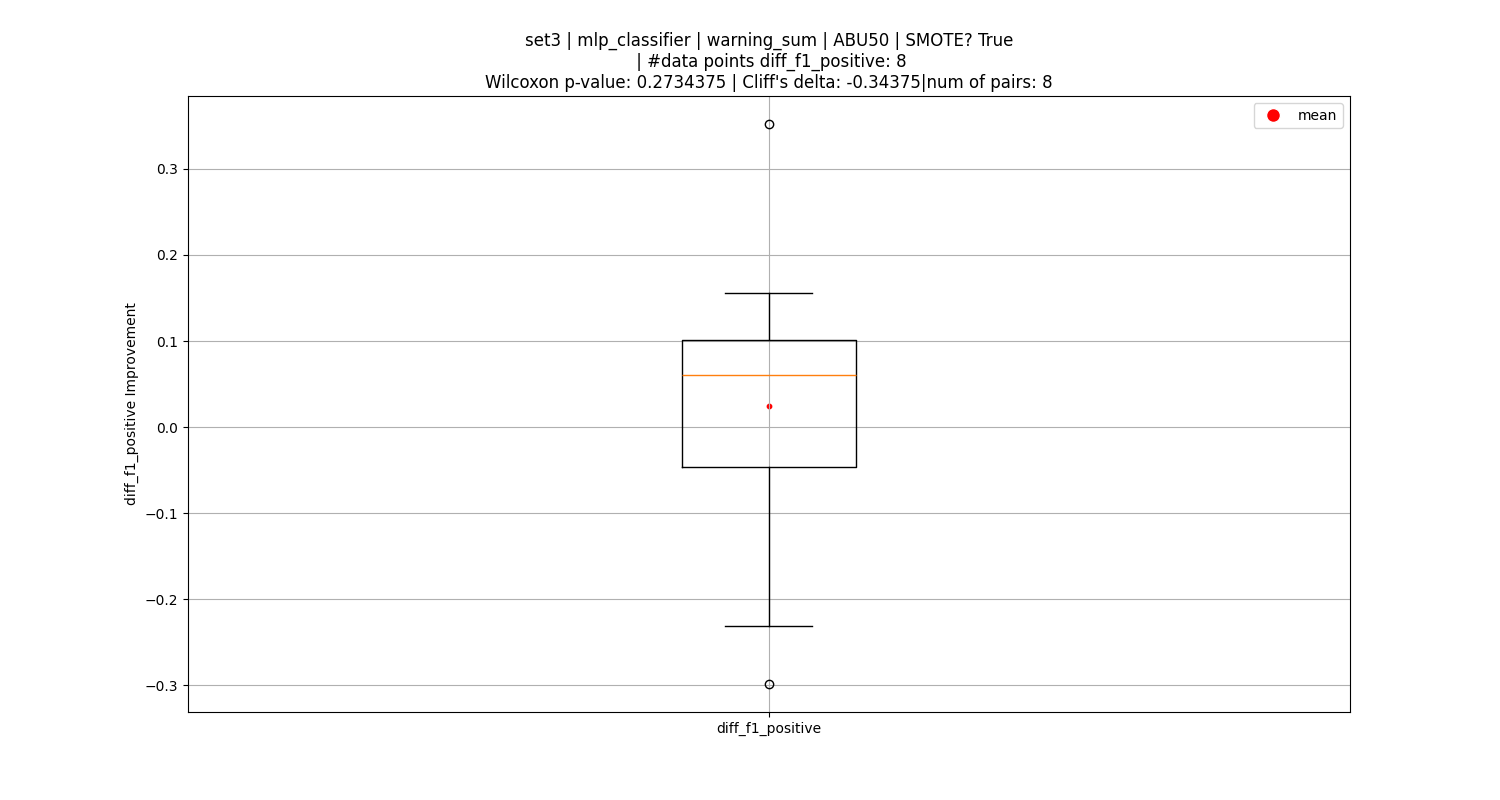 set3 | mlp_classifier | warning_sum | ABU50 | SMOTE? True
| #data points diff_f1_positive: 8
Wilcoxon p-value: 0.2734375 | Cliff's delta: -0.34375|num of pairs: 8
mean
0.3
0.2
0.1
0.0
−0.1
−0.2
−0.3
diff_f1_positive Improvement
diff_f1_positive